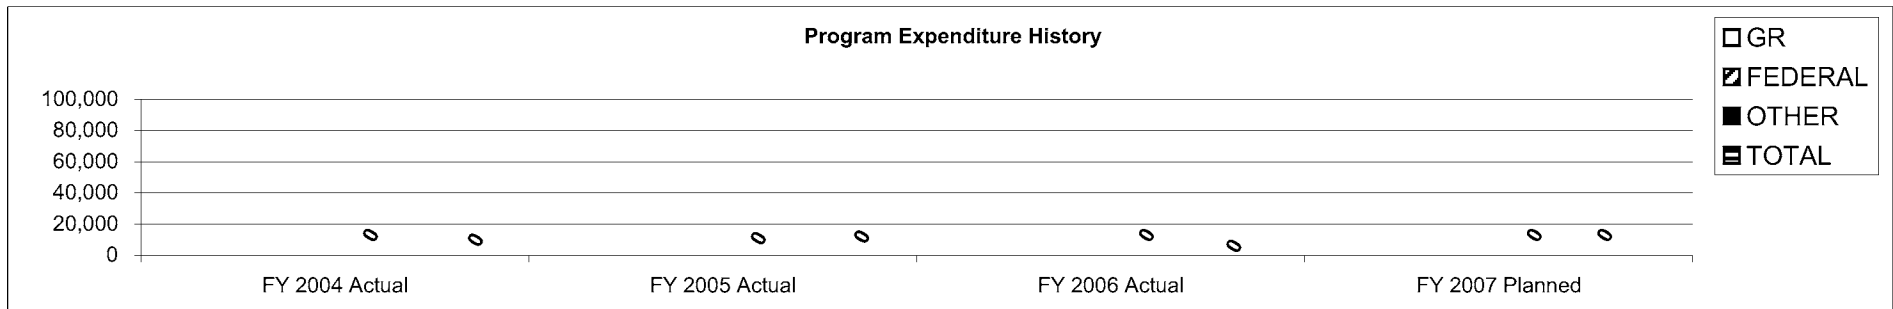 Program Expenditure History
GR
FEDERAL
OTHER
TOTAL
100,000
80,000
60,000
40,000
20,000
0
0 0 0 0 0 0 0 0
FY 2004 Actual FY 2005 Actual FY 2006 Actual FY 2007 Planned